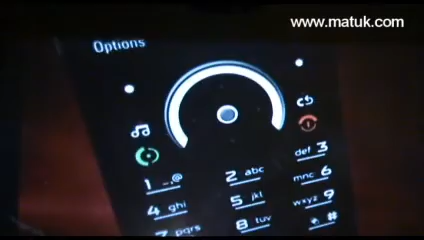 www.matuk.com
Options
1 -.@
2 abc
def 3
4 ghi
5 jkl
mnc 6
7 pqrs
8 tuv
wxyz 9
#